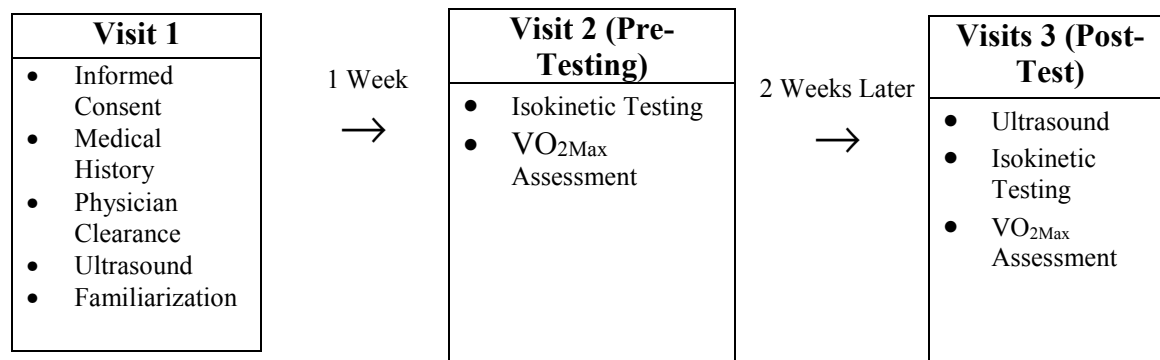 Visit 1
• Informed
Consent
• Medical
History
• Physician
Clearance
• Ultrasound
• Familiarization
1 Week
→
Visit 2 (Pre-
Testing)
• Isokinetic Testing
• VO2Max
Assessment
2 Weeks Later
→
Visits 3 (Post-
Test)
• Ultrasound
• Isokinetic
Testing
• VO2Max
Assessment